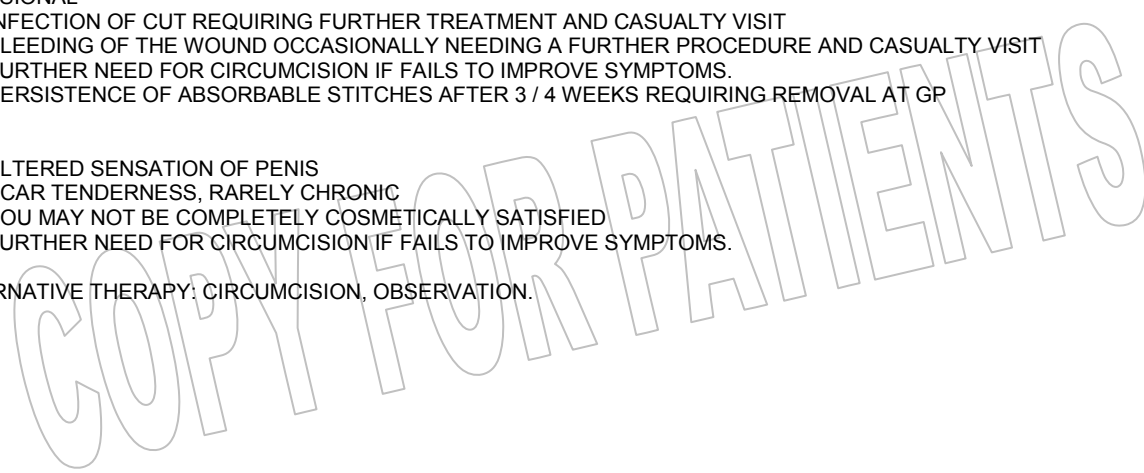 SIONAL
NFECTION OF CUT REQUIRING FURTHER TREATMENT AND CASUALTY VISIT
LEEDING OF THE WOUND OCCASIONALLY NEEDING A FURTHER PROCEDURE AND CASUALTY VISIT
URTHER NEED FOR CIRCUMCISION IF FAILS TO IMPROVE SYMPTOMS.
ERSISTENCE OF ABSORBABLE STITCHES AFTER 3 / 4 WEEKS REQUIRING REMOVAL AT GP
LTERED SENSATION OF PENIS
CAR TENDERNESS, RARELY CHRONIC
OU MAY NOT BE COMPLETELY COSMETICALLY SATISFIED
URTHER NEED FOR CIRCUMCISION IF FAILS TO IMPROVE SYMPTOMS.
RNATIVE THERAPY: CIRCUMCISION, OBSERVATION.
COPY FOR PATIENTS